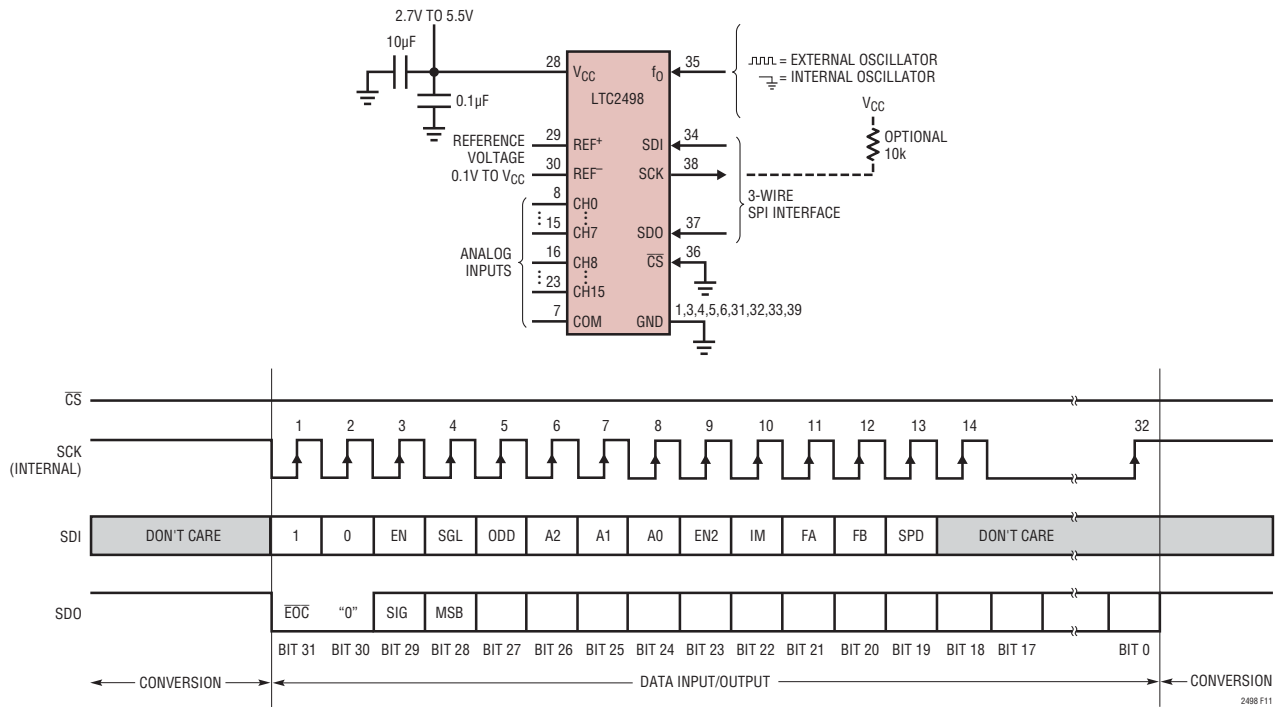 2.7V TO 5.5V
10µF
0.1µF
28
VCC
fO
35
LTC2498
= EXTERNAL OSCILLATOR
= INTERNAL OSCILLATOR
VCC
OPTIONAL
10k
REFERENCE
VOLTAGE
0.1V TO VCC
29
REF+
30
REF–
SDI
34
SCK
38
3-WIRE
SPI INTERFACE
ANALOG
INPUTS
8
CH0
15
CH7
16
CH8
23
CH15
7
COM
SDO
37
CS
36
GND
1,3,4,5,6,31,32,33,39
CS
SCK
(INTERNAL)
1 2 3 4 5 6 7 8 9 10 11 12 13 14 32
SDI
DON'T CARE 1 0 EN SGL ODD A2 A1 A0 EN2 IM FA FB SPD DON'T CARE
SDO
EOC “0” SIG MSB
BIT 31 BIT 30 BIT 29 BIT 28 BIT 27 BIT 26 BIT 25 BIT 24 BIT 23 BIT 22 BIT 21 BIT 20 BIT 19 BIT 18 BIT 17 BIT 0
CONVERSION DATA INPUT/OUTPUT CONVERSION
2498 F11